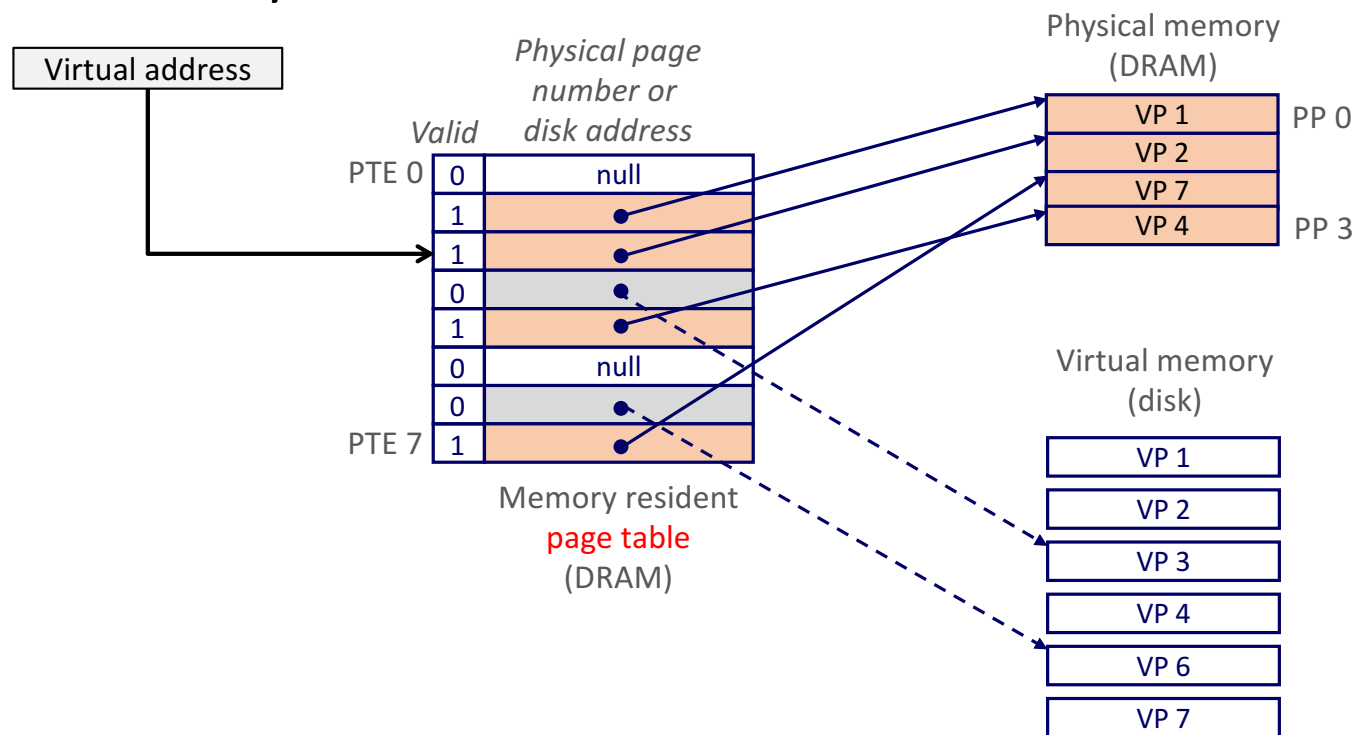 Virtual address
Physical page
number or
disk address
Valid
PTE 0
0
null
1
1
0
1
0
null
0
PTE 7
1
Memory resident
page table
(DRAM)
Physical memory
(DRAM)
VP 1
PP 0
VP 2
VP 7
VP 4
PP 3
Virtual memory
(disk)
VP 1
VP 2
VP 3
VP 4
VP 6
VP 7